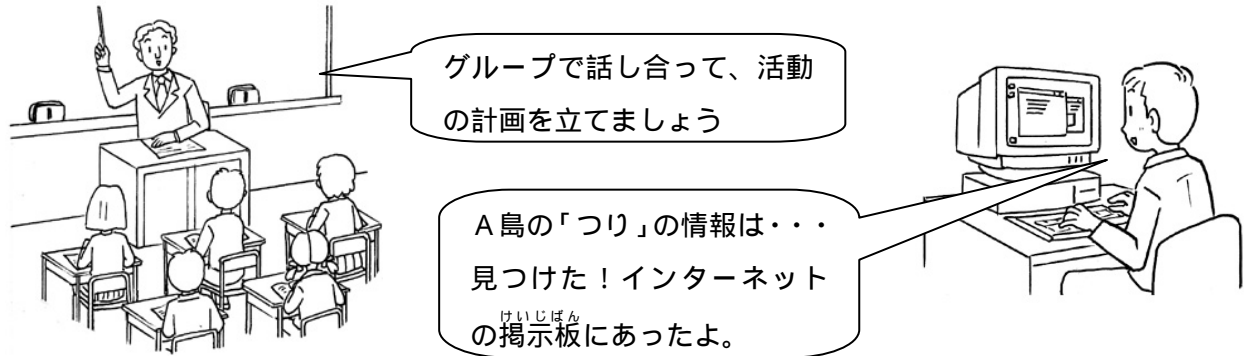 グループで話し合って、活動
の計画を立てましょう
A島の「つり」の情報は・・・
見つけた!インターネット
けいじばん
の掲示板にあったよ。